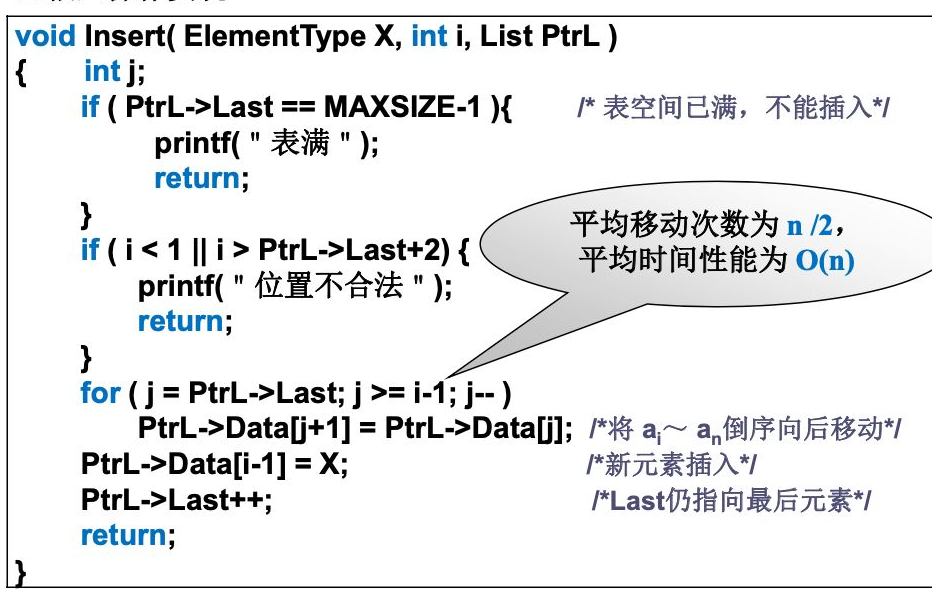 void Insert( ElementType X, int i, List PtrL )
{ int j;
if ( PtrL->Last == MAXSIZE-1 ){ /* 表空间已满，不能插入*/
printf( " 表满 " );
return;
}
if ( i < 1 || i > PtrL->Last+2) {
printf( " 位置不合法 " );
return;
}
平均移动次数为 n /2，
平均时间性能为 O(n)
for ( j = PtrL->Last; j >= i-1; j-- )
PtrL->Data[j+1] = PtrL->Data[j]; /*将 ai～ an倒序向后移动*/
PtrL->Data[i-1] = X; /*新元素插入*/
PtrL->Last++; /*Last仍指向最后元素*/
return;
}